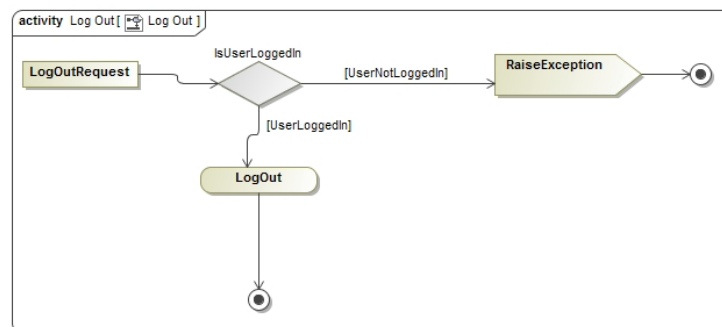 activity Log Out[ Log Out ]
IsUserLoggedIn
LogOutRequest
[UserNotLoggedIn]
RaiseException
[UserLoggedIn]
LogOut